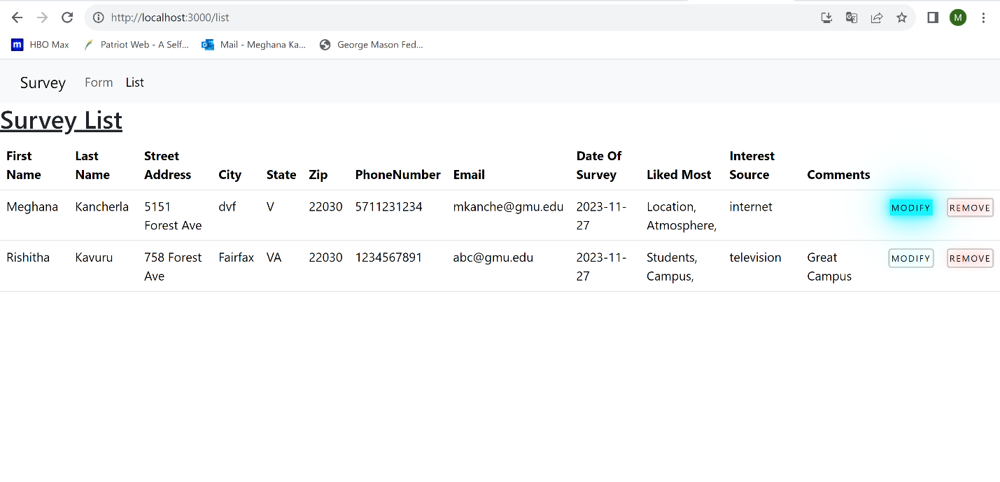 http://localhost:3000/list
M
HBO Max Patriot Web - A Self... Mail - Meghana Ka... George Mason Fed...
Survey Form List
Survey List
First Name Last Name Street Address City State Zip PhoneNumber Email Date Of Survey Liked Most Interest Source Comments
Meghana Kancherla 5151 Forest Ave dvf V 22030 5711231234 mkanche@gmu.edu 2023-11-27 Location, Atmosphere, internet MODIFY REMOVE
Rishitha Kavuru 758 Forest Ave Fairfax VA 22030 1234567891 abc@gmu.edu 2023-11-27 Students, Campus, television Great Campus MODIFY REMOVE